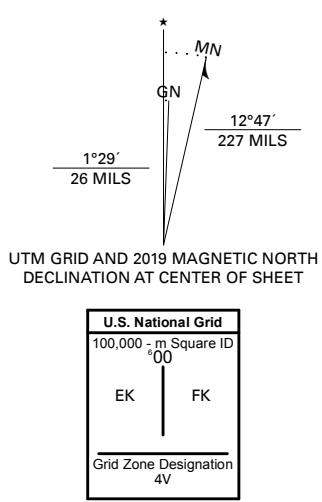 ★
MN
GN
12°47´
227 MILS
1°29´
26 MILS
UTM GRID AND 2019 MAGNETIC NORTH
DECLINATION AT CENTER OF SHEET
U.S. National Grid
100,000 - m Square ID
⁶00
EK FK
Grid Zone Designation
4V